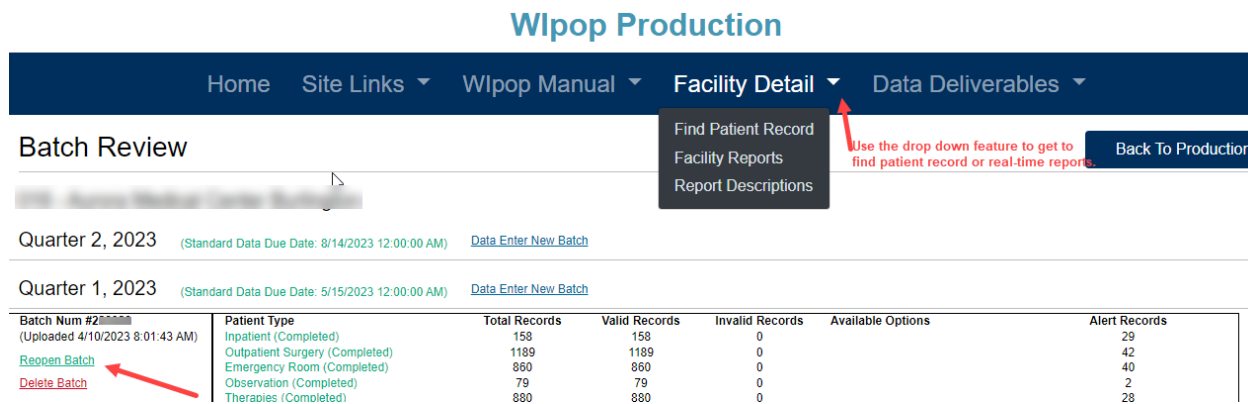 WIpop Production
Home Site Links WIpop Manual Facility Detail Data Deliverables
Find Patient Record
Facility Reports
Report Descriptions
Use the drop down feature to get to
find patient record or real-time reports.
Back To Production
Batch Review
Quarter 2, 2023 (Standard Data Due Date: 8/14/2023 12:00:00 AM) Data Enter New Batch
Quarter 1, 2023 (Standard Data Due Date: 5/15/2023 12:00:00 AM) Data Enter New Batch
Batch Num #2 Patient Type Total Records Valid Records Invalid Records Available Options Alert Records
(Uploaded 4/10/2023 8:01:43 AM) Inpatient (Completed) 158 158 0 29
Outpatient Surgery (Completed) 1189 1189 0 42
Reopen Batch Emergency Room (Completed) 860 860 0 40
Delete Batch Observation (Completed) 79 79 0 2
Therapies (Completed) 880 880 0 28